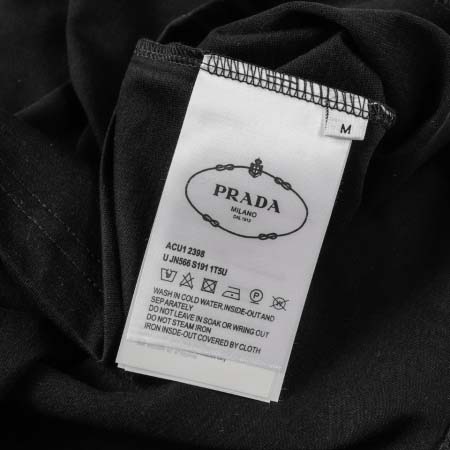 M
PRADA
MILANO
DAL 1913
ACU1 2398
U JN566 S191 1T5U
WASH IN COLD WATER,INSIDE-OUT AND
SEPARATELY
DO NOT LEAVE IN SOAK OR WRING OUT
DO NOT STEAM IRON
IRON INSDE-OUT COVERED BY CLOTH